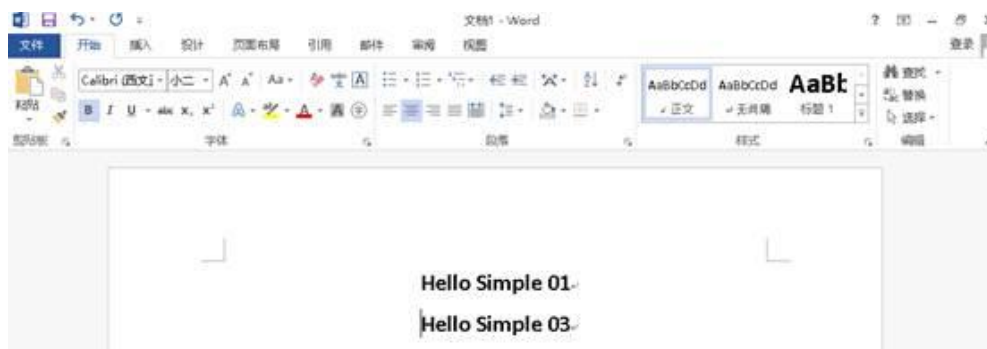 文档1 - Word
文件 开始 插入 设计 页面布局 引用 邮件 审阅 视图 登录
Calibri (西文) 小二 A A Aa
AaBbCcDd AaBbCcDd AaBb
查找
替换
选择
粘贴 B I U abc X, X²
正文 无间隔 标题 1
剪贴板 字体 段落 样式 编辑
Hello Simple 01
Hello Simple 03